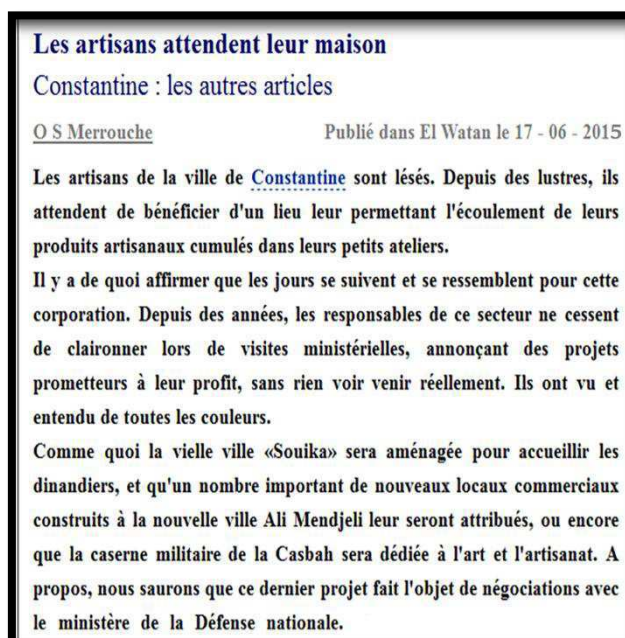 Les artisans attendent leur maison
Constantine : les autres articles
O S Merrouche Publié dans El Watan le 17 - 06 - 2015
Les artisans de la ville de Constantine sont lésés. Depuis des lustres, ils
attendent de bénéficier d'un lieu leur permettant l'écoulement de leurs
produits artisanaux cumulés dans leurs petits ateliers.
Il y a de quoi affirmer que les jours se suivent et se ressemblent pour cette
corporation. Depuis des années, les responsables de ce secteur ne cessent
de claironner lors de visites ministérielles, annonçant des projets
prometteurs à leur profit, sans rien voir venir réellement. Ils ont vu et
entendu de toutes les couleurs.
Comme quoi la vielle ville «Souika» sera aménagée pour accueillir les
dinandiers, et qu'un nombre important de nouveaux locaux commerciaux
construits à la nouvelle ville Ali Mendjeli leur seront attribués, ou encore
que la caserne militaire de la Casbah sera dédiée à l'art et l'artisanat. A
propos, nous saurons que ce dernier projet fait l'objet de négociations avec
le ministère de la Défense nationale.